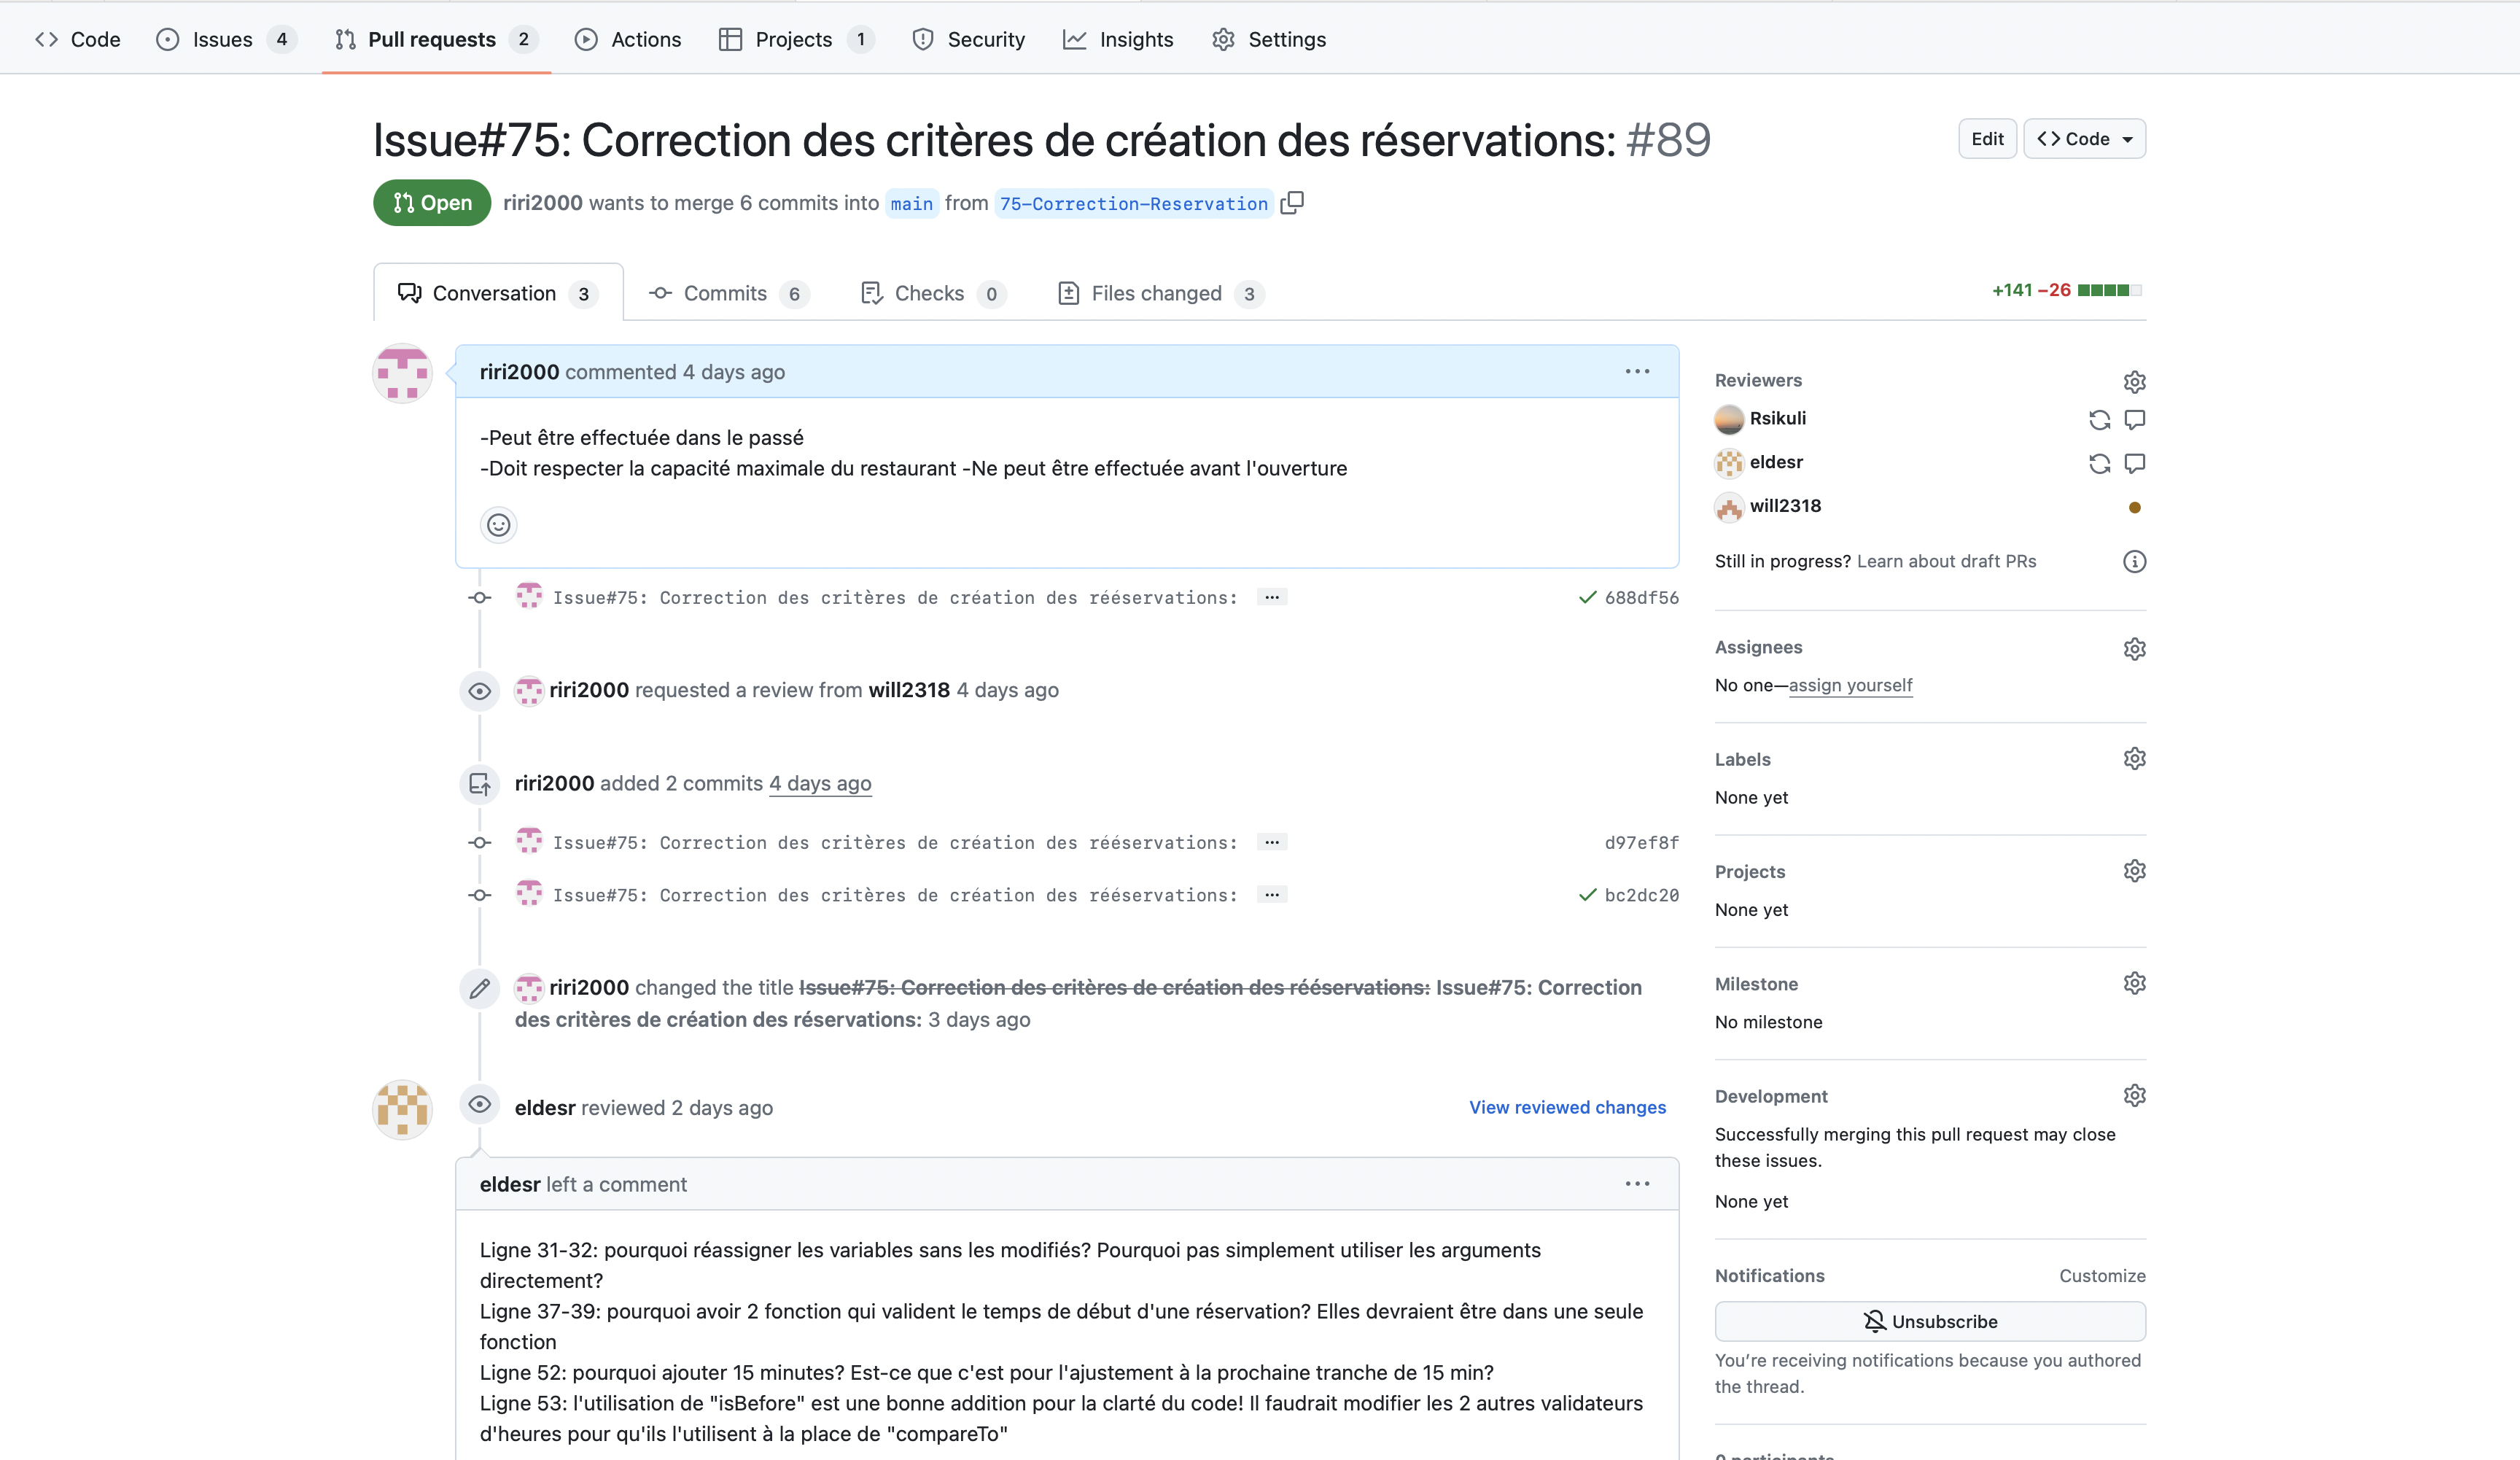 Code Issues 4 Pull requests 2 Actions Projects 1 Security Insights Settings
Issue#75: Correction des critères de création des réservations: #89
Edit Code
Open riri2000 wants to merge 6 commits into main from 75-Correction-Reservation
Conversation 3 Commits 6 Checks 0 Files changed 3
+141 −26
riri2000 commented 4 days ago
-Peut être effectuée dans le passé
-Doit respecter la capacité maximale du restaurant -Ne peut être effectuée avant l'ouverture
Issue#75: Correction des critères de création des rééservations: ... 688df56
riri2000 requested a review from will2318 4 days ago
riri2000 added 2 commits 4 days ago
Issue#75: Correction des critères de création des rééservations: ... d97ef8f
Issue#75: Correction des critères de création des rééservations: ... bc2dc20
riri2000 changed the title Issue#75: Correction des critères de création des rééservations: Issue#75: Correction
des critères de création des réservations: 3 days ago
eldesr reviewed 2 days ago
View reviewed changes
eldesr left a comment
Ligne 31-32: pourquoi réassigner les variables sans les modifiés? Pourquoi pas simplement utiliser les arguments
directement?
Ligne 37-39: pourquoi avoir 2 fonction qui valident le temps de début d'une réservation? Elles devraient être dans une seule
fonction
Ligne 52: pourquoi ajouter 15 minutes? Est-ce que c'est pour l'ajustement à la prochaine tranche de 15 min?
Ligne 53: l'utilisation de "isBefore" est une bonne addition pour la clarté du code! Il faudrait modifier les 2 autres validateurs
d'heures pour qu'ils l'utilisent à la place de "compareTo"
Reviewers
Rsikuli
eldesr
will2318
Still in progress? Learn about draft PRs
Assignees
No one—assign yourself
Labels
None yet
Projects
None yet
Milestone
No milestone
Development
Successfully merging this pull request may close
these issues.
None yet
Notifications Customize
Unsubscribe
You're receiving notifications because you authored
the thread.